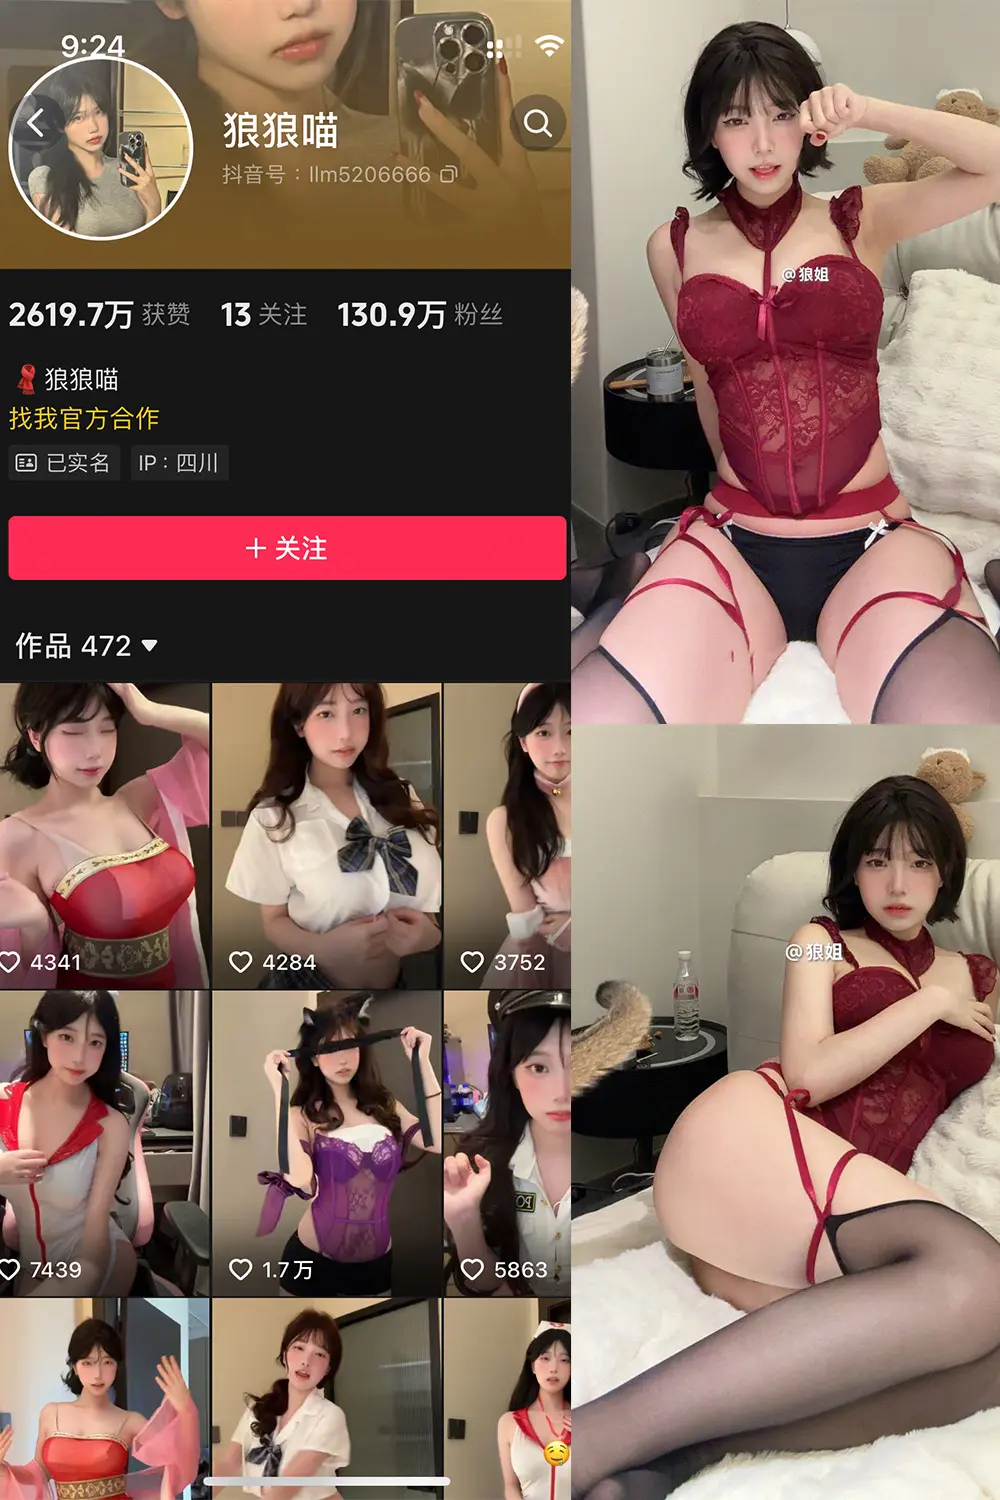 9:24
狼狼喵
抖音号：llm5206666
2619.7万 获赞 13 关注 130.9万 粉丝
狼狼喵
找我官方合作
已实名 IP：四川
＋关注
作品 472
4341 4284 3752
7439 1.7万 5863
@狼姐
@狼姐